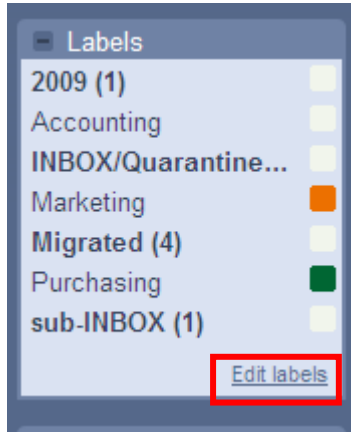 Labels
2009 (1)
Accounting
INBOX/Quarantine...
Marketing
Migrated (4)
Purchasing
sub-INBOX (1)
Edit labels